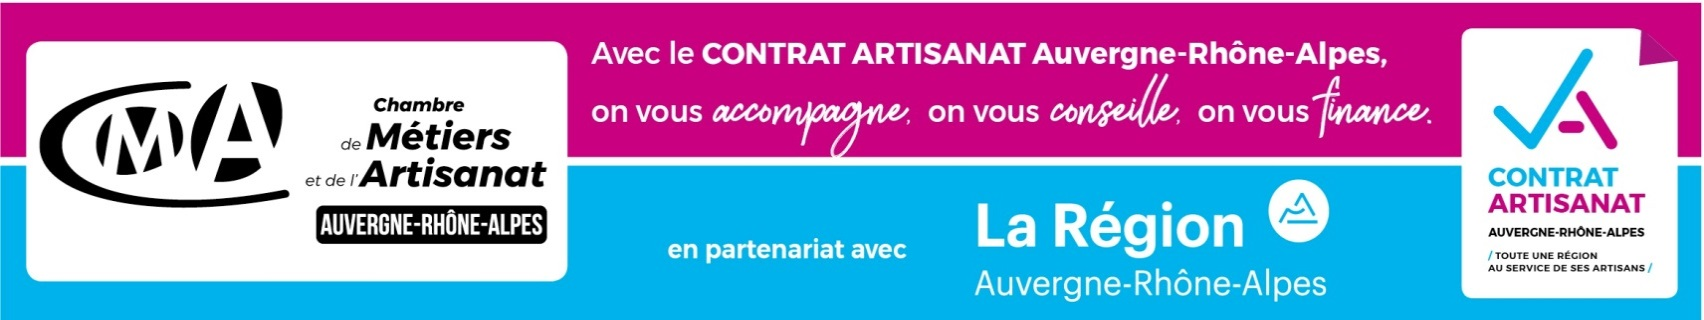 CMA
Chambre
de Métiers
et de l'Artisanat
AUVERGNE-RHÔNE-ALPES
Avec le CONTRAT ARTISANAT Auvergne-Rhône-Alpes,
on vous accompagne, on vous conseille, on vous finance.
en partenariat avec
La Région
Auvergne-Rhône-Alpes
CONTRAT
ARTISANAT
AUVERGNE-RHÔNE-ALPES
/ TOUTE UNE RÉGION
AU SERVICE DE SES ARTISANS /